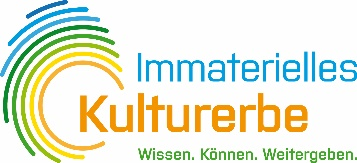 Immaterielles
Kulturerbe
Wissen. Können. Weitergeben.